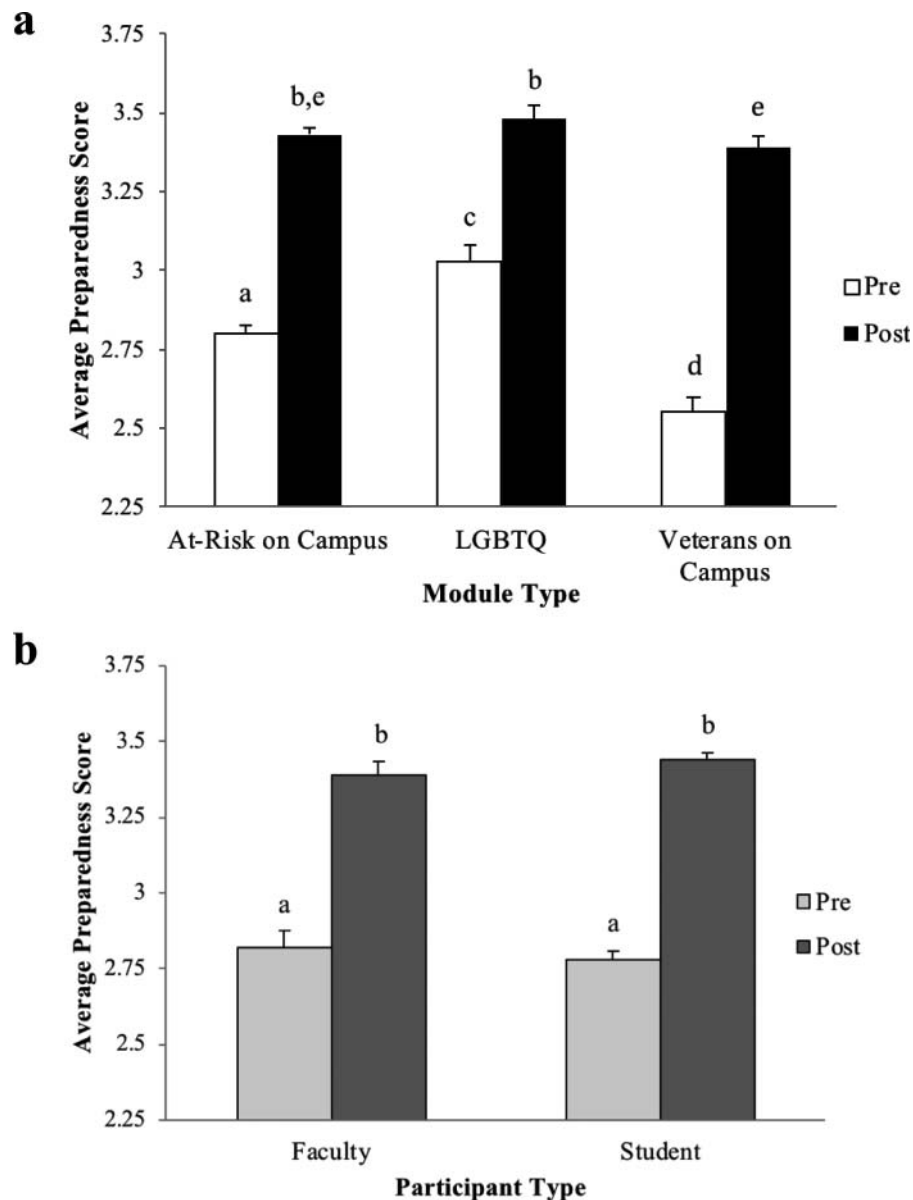 a
Average Preparedness Score
3.75
3.5
3.25
3
2.75
2.5
2.25
b,e
b
e
c
a
d
Pre
Post
At-Risk on Campus
LGBTQ
Veterans on
Campus
Module Type
b
Average Preparedness Score
3.75
3.5
3.25
3
2.75
2.5
2.25
b
b
a
a
Pre
Post
Faculty
Student
Participant Type